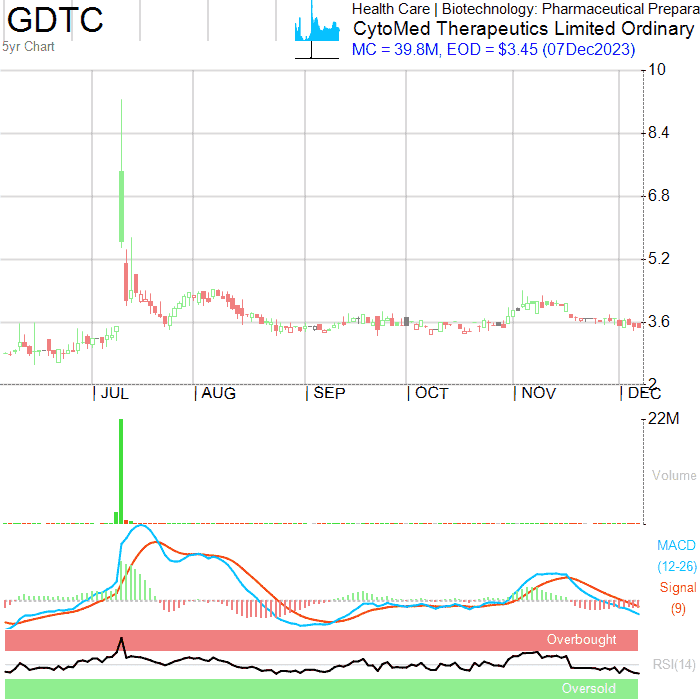 GDTC
5yr Chart
Health Care | Biotechnology: Pharmaceutical Prepara
CytoMed Therapeutics Limited Ordinary
MC = 39.8M, EOD = $3.45 (07Dec2023)
10
8.4
6.8
5.2
3.6
2
JUL AUG SEP OCT NOV DEC
22M
Volume
MACD
(12-26)
Signal
(9)
Overbought
RSI(14)
Oversold